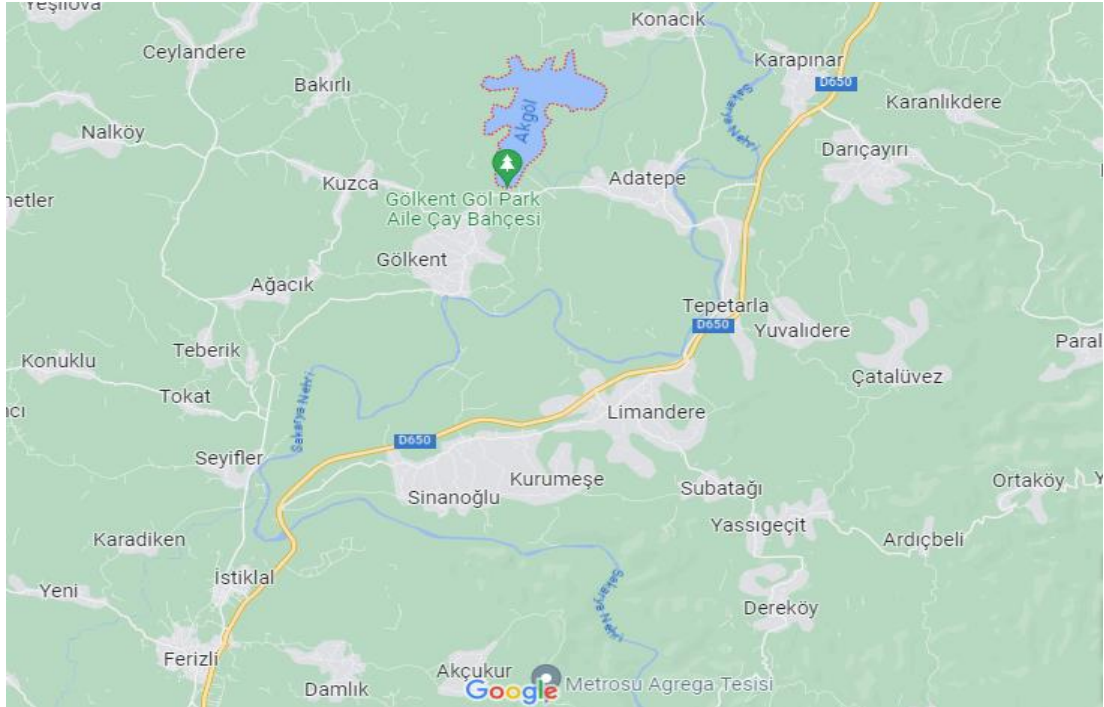 Yeşilova
Konacık
Ceylandere
Karapınar
D650
Bakırlı
Karanlıkdere
Akgöl
Sakarya Nehri
Nalköy
Darıçayırı
Kuzca
Adatepe
Gölkent Göl Park
Aile Çay Bahçesi
Gölkent
Ağacık
Tepetarla
D650
Yuvalıdere
Teberik
Konuklu
Çatalüvez
Tokat
Sakarya Nehri
Limandere
D650
Seyifler
Kurumeşe
Sinanoğlu
Subatağı
Ortaköy
Yassıgeçit
Karadiken
Ardıçbeli
İstiklal
Yeni
Sakarya Nehri
Dereköy
Ferizli
Akçukur
Damlık
Google
Metrosu Agrega Tesisi